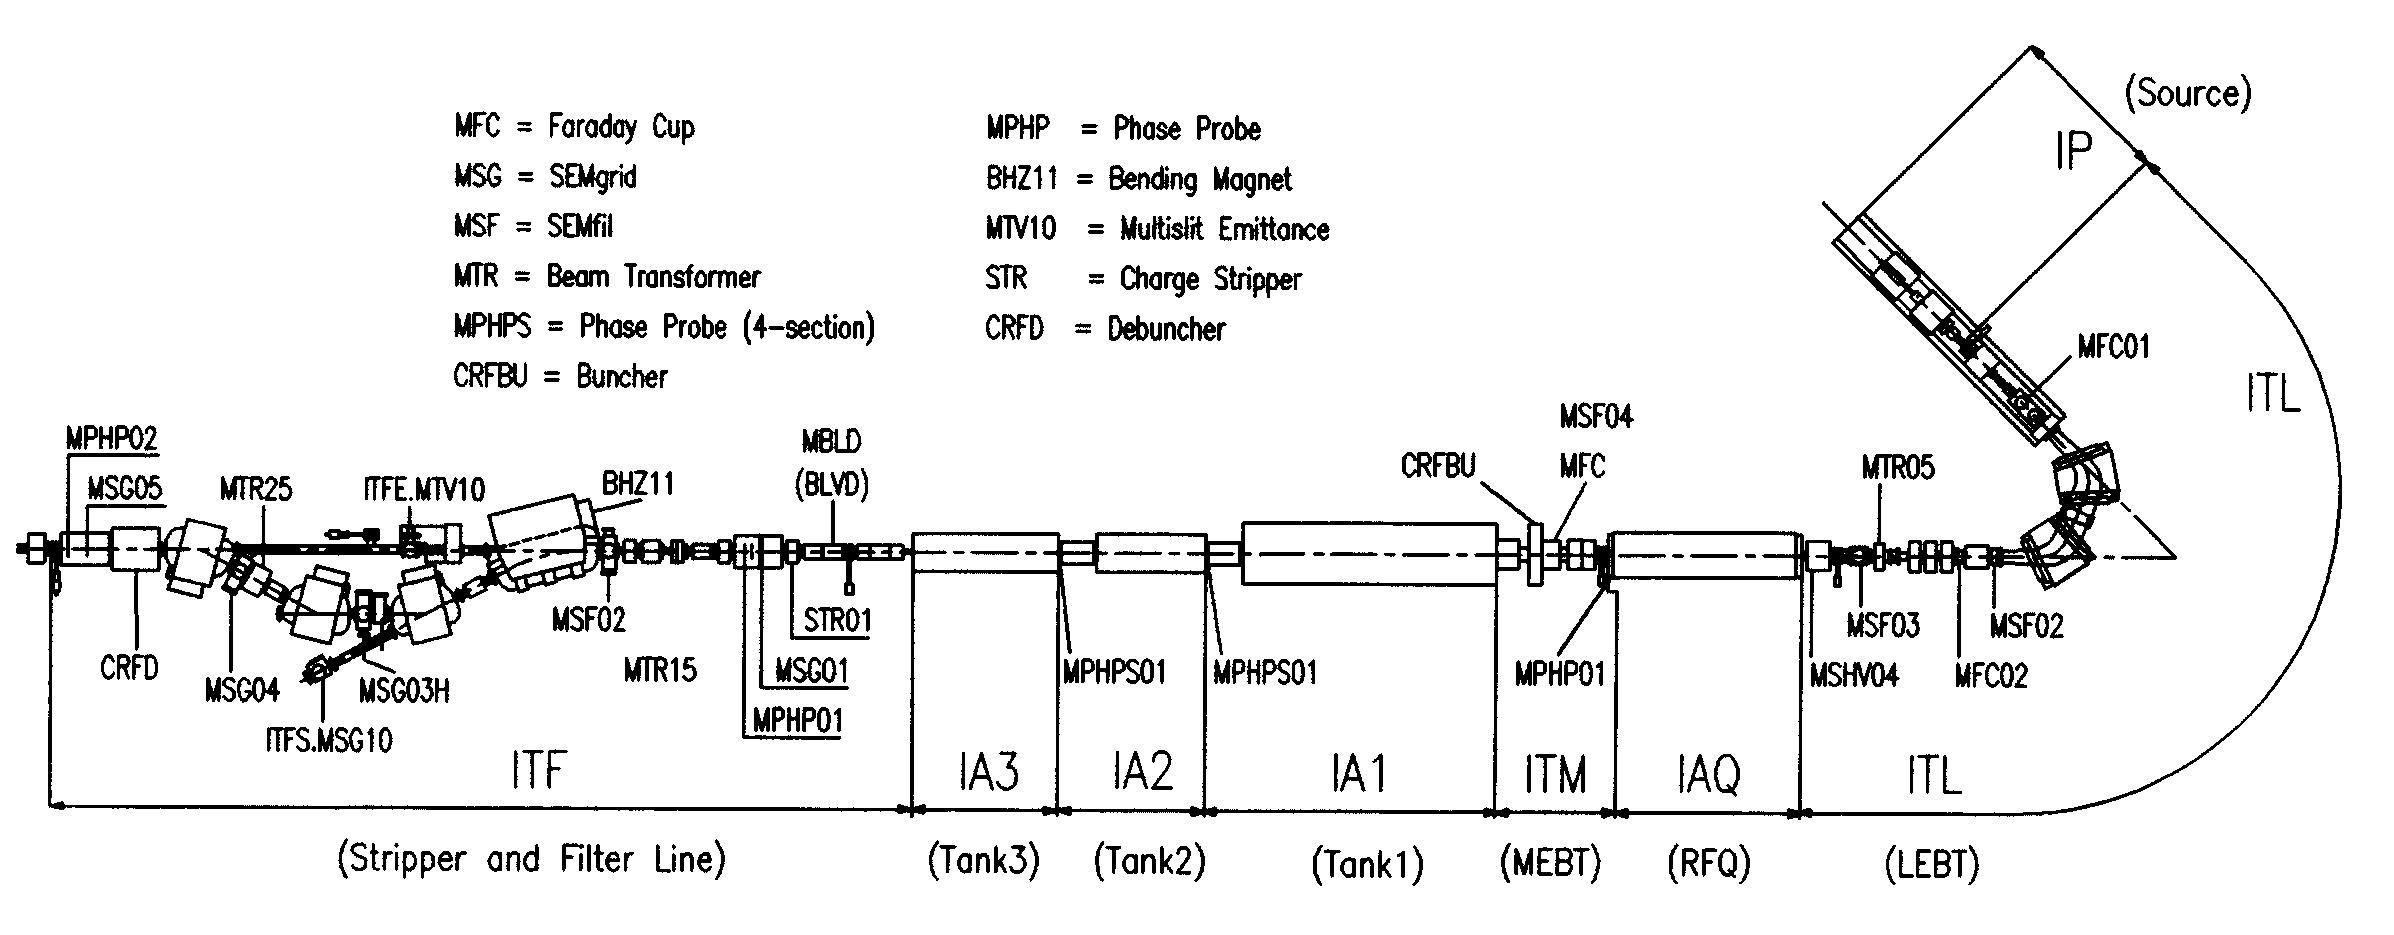 (Source)
IP
MFC = Faraday Cup
MSG = SEMgrid
MSF = SEMfil
MTR = Beam Transformer
MPHPS = Phase Probe (4-section)
CRFBU = Buncher
MPHP = Phase Probe
BHZ11 = Bending Magnet
MTV10 = Multislit Emittance
STR = Charge Stripper
CRFD = Debuncher
MFC01
ITL
MPHP02
MSG05
MTR25
ITFE.MTV10
BHZ11
MBLD
(BLVD)
CRFBU
MSF04
MFC
MTR05
CRFD
MSG04
ITFS.MSG10
MSG03H
MSF02
MTR15
STR01
MSG01
MPHP01
MPHPS01
MPHPS01
MPHP01
MSHV04
MSF03
MFC02
MSF02
ITF
IA3
IA2
IA1
ITM
IAQ
ITL
(Stripper and Filter Line)
(Tank3)
(Tank2)
(Tank1)
(MEBT)
(RFQ)
(LEBT)